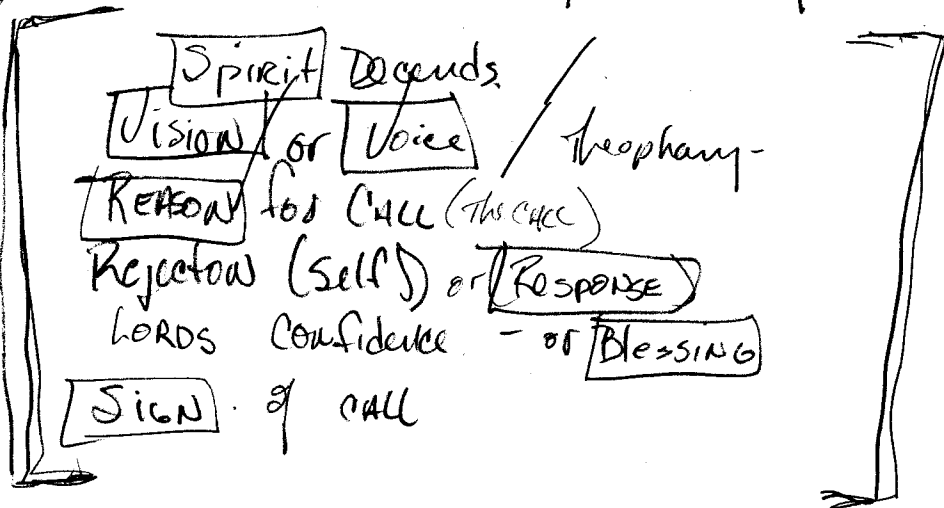 Spirit Decends
Vision or Voice / Theophany-
REASON for CALL (The CALL)
Rejection (Self) or (RESPONSE)
LORDS Confidence - or BlessING
SIGN of CALL